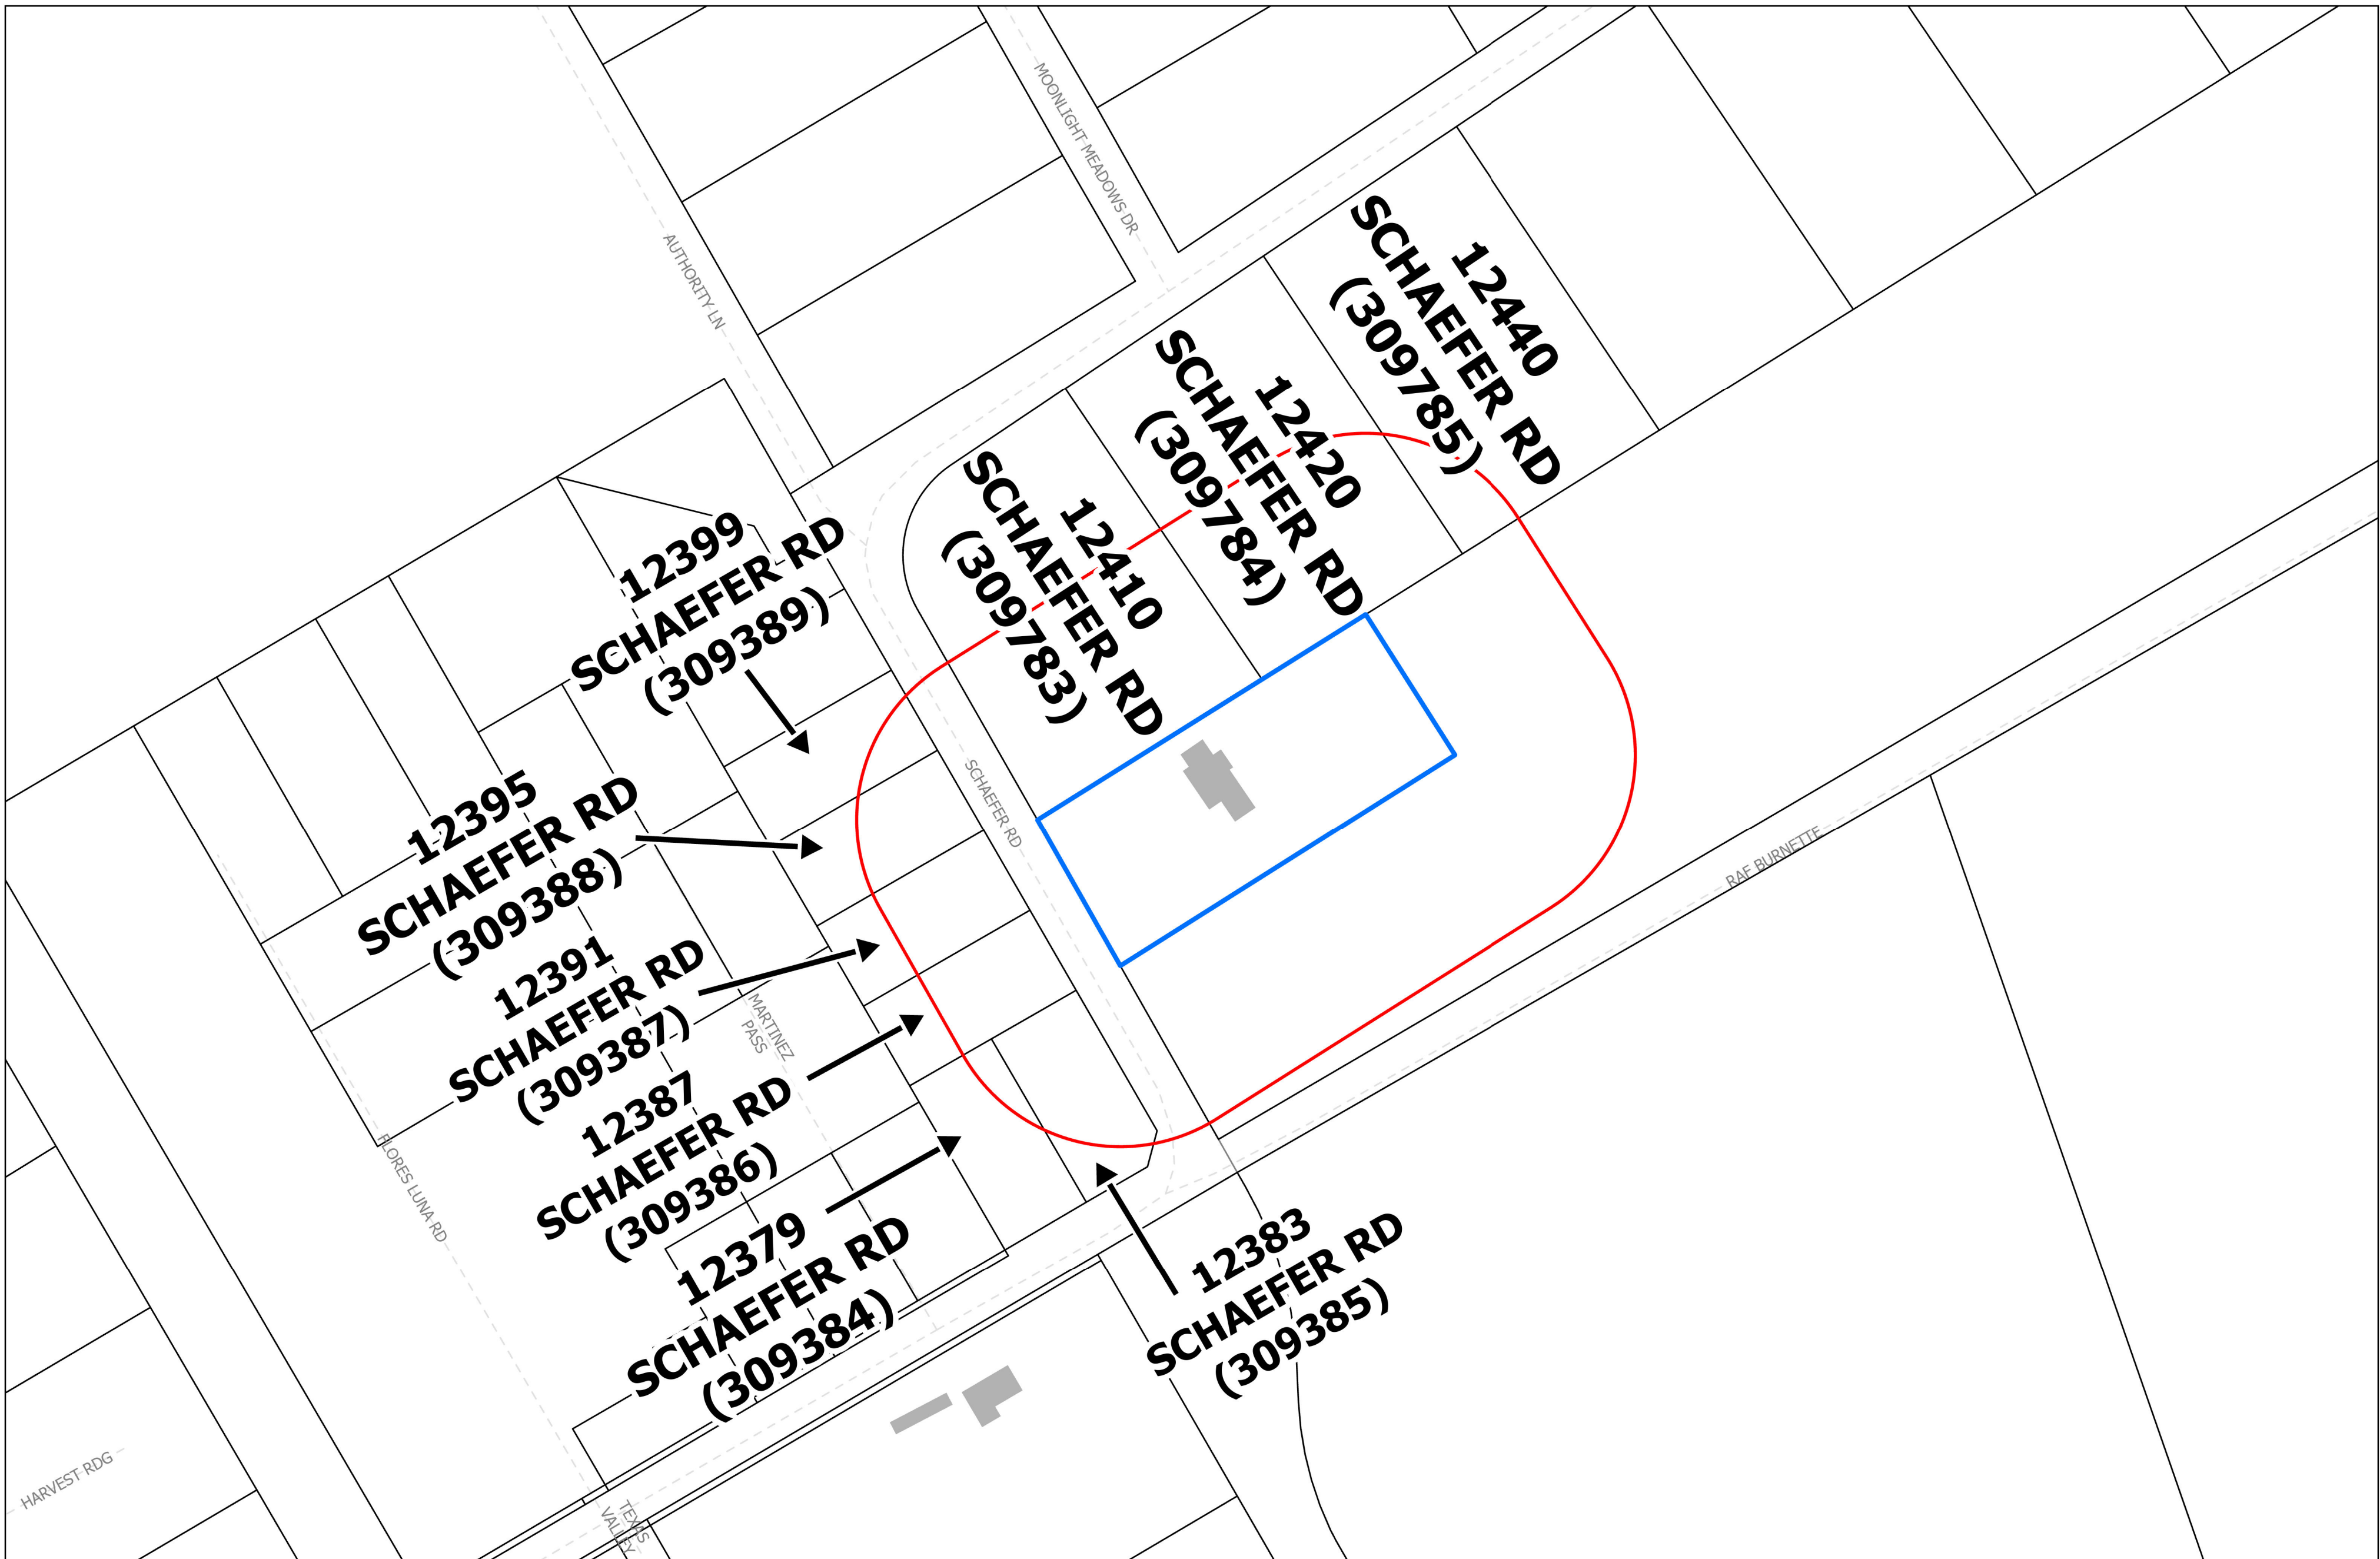 MOONLIGHT MEADOWS DR
AUTHORITY LN
12440
SCHAEFER RD
(309785)
12420
SCHAEFER RD
(309784)
12410
SCHAEFER RD
(309783)
12399
SCHAEFER RD
(309389)
SCHAEFER RD
12395
SCHAEFER RD
(309388)
RAF BURNETTE
12391
SCHAEFER RD
(309387)
MARTINEZ
PASS
12387
SCHAEFER RD
(309386)
FLORES LUNA RD
12379
SCHAEFER RD
(309384)
12383
SCHAEFER RD
(309385)
HARVEST RDG
TEXAS
VALLEY